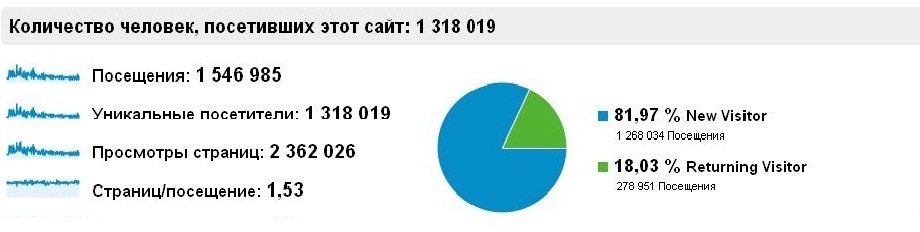 Количество человек, посетивших этот сайт: 1 318 019
Посещения: 1 546 985
Уникальные посетители: 1 318 019
Просмотры страниц: 2 362 026
Страниц/посещение: 1,53
81,97 % New Visitor
1 268 034 Посещения
18,03 % Returning Visitor
278 951 Посещения